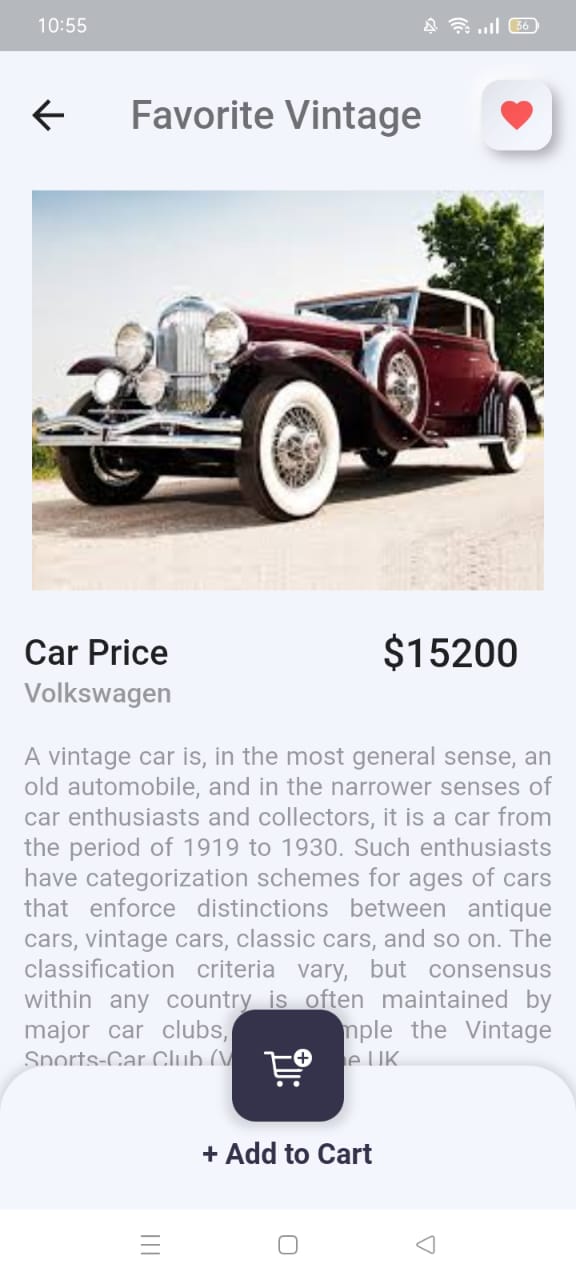 10:55
36
Favorite Vintage
Car Price
$15200
Volkswagen
A vintage car is, in the most general sense, an
old automobile, and in the narrower senses of
car enthusiasts and collectors, it is a car from
the period of 1919 to 1930. Such enthusiasts
have categorization schemes for ages of cars
that enforce distinctions between antique
cars, vintage cars, classic cars, and so on. The
classification criteria vary, but consensus
within any country is often maintained by
major car clubs, mple the Vintage
Sports-Car Club (V e UK
+ Add to Cart